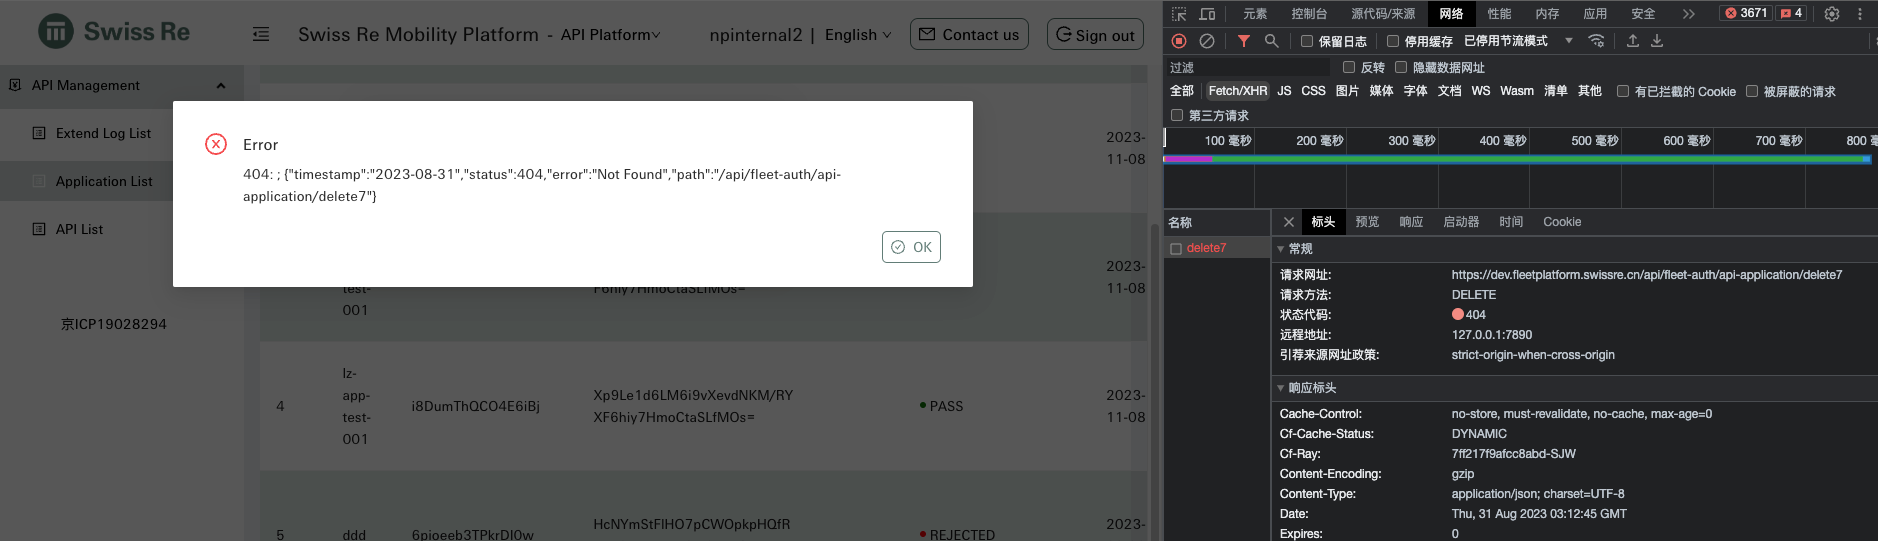 Swiss Re
Swiss Re Mobility Platform - API Platform
npinternal2 | English
Contact us
Sign out
API Management
Extend Log List
Application List
API List
京ICP19028294
Error
404: ; {"timestamp":"2023-08-31","status":404,"error":"Not Found","path":"/api/fleet-auth/api-
application/delete7"}
OK
2023-
11-08
test-
001
F6hiy7HmoCtaSLfMOs=
2023-
11-08
4
lz-
app-
test-
001
i8DumThQCO4E6iBj
Xp9Le1d6LM6i9vXevdNKM/RY
XF6hiy7HmoCtaSLfMOs=
PASS
2023-
11-08
5
ddd
6pioeeb3TPkrDI0w
HcNYmStFlHO7pCWOpkpHQfR
REJECTED
2023-
元素 控制台 源代码/来源 网络 性能 内存 应用 安全 3671 4
保留日志 停用缓存 已停用节流模式
过滤 反转 隐藏数据网址
全部 Fetch/XHR JS CSS 图片 媒体 字体 文档 WS Wasm 清单 其他 有已拦截的 Cookie 被屏蔽的请求
第三方请求
100 毫秒 200 毫秒 300 毫秒 400 毫秒 500 毫秒 600 毫秒 700 毫秒 800 毫
名称
delete7
标头 预览 响应 启动器 时间 Cookie
常规
请求网址: https://dev.fleetplatform.swissre.cn/api/fleet-auth/api-application/delete7
请求方法: DELETE
状态代码: 404
远程地址: 127.0.0.1:7890
引荐来源网址政策: strict-origin-when-cross-origin
响应标头
Cache-Control: no-store, must-revalidate, no-cache, max-age=0
Cf-Cache-Status: DYNAMIC
Cf-Ray: 7ff217f9afcc8abd-SJW
Content-Encoding: gzip
Content-Type: application/json; charset=UTF-8
Date: Thu, 31 Aug 2023 03:12:45 GMT
Expires: 0